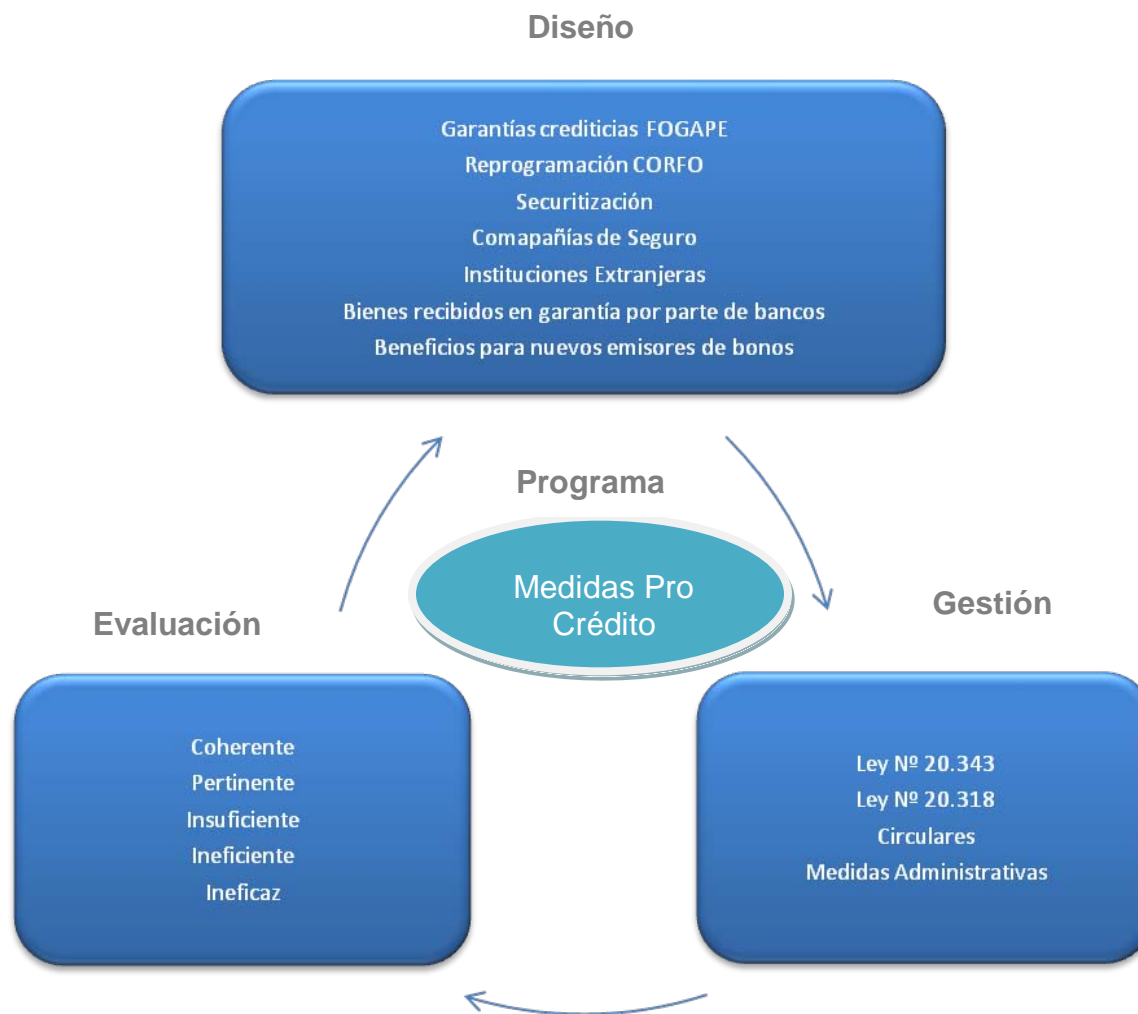 Diseño
Garantías crediticias FOGAPE
Reprogramación CORFO
Securitización
Comapañías de Seguro
Instituciones Extranjeras
Bienes recibidos en garantía por parte de bancos
Beneficios para nuevos emisores de bonos
Programa
Medidas Pro
Crédito
Evaluación
Coherente
Pertinente
Insuficiente
Ineficiente
Ineficaz
Gestión
Ley Nº 20.343
Ley Nº 20.318
Circulares
Medidas Administrativas